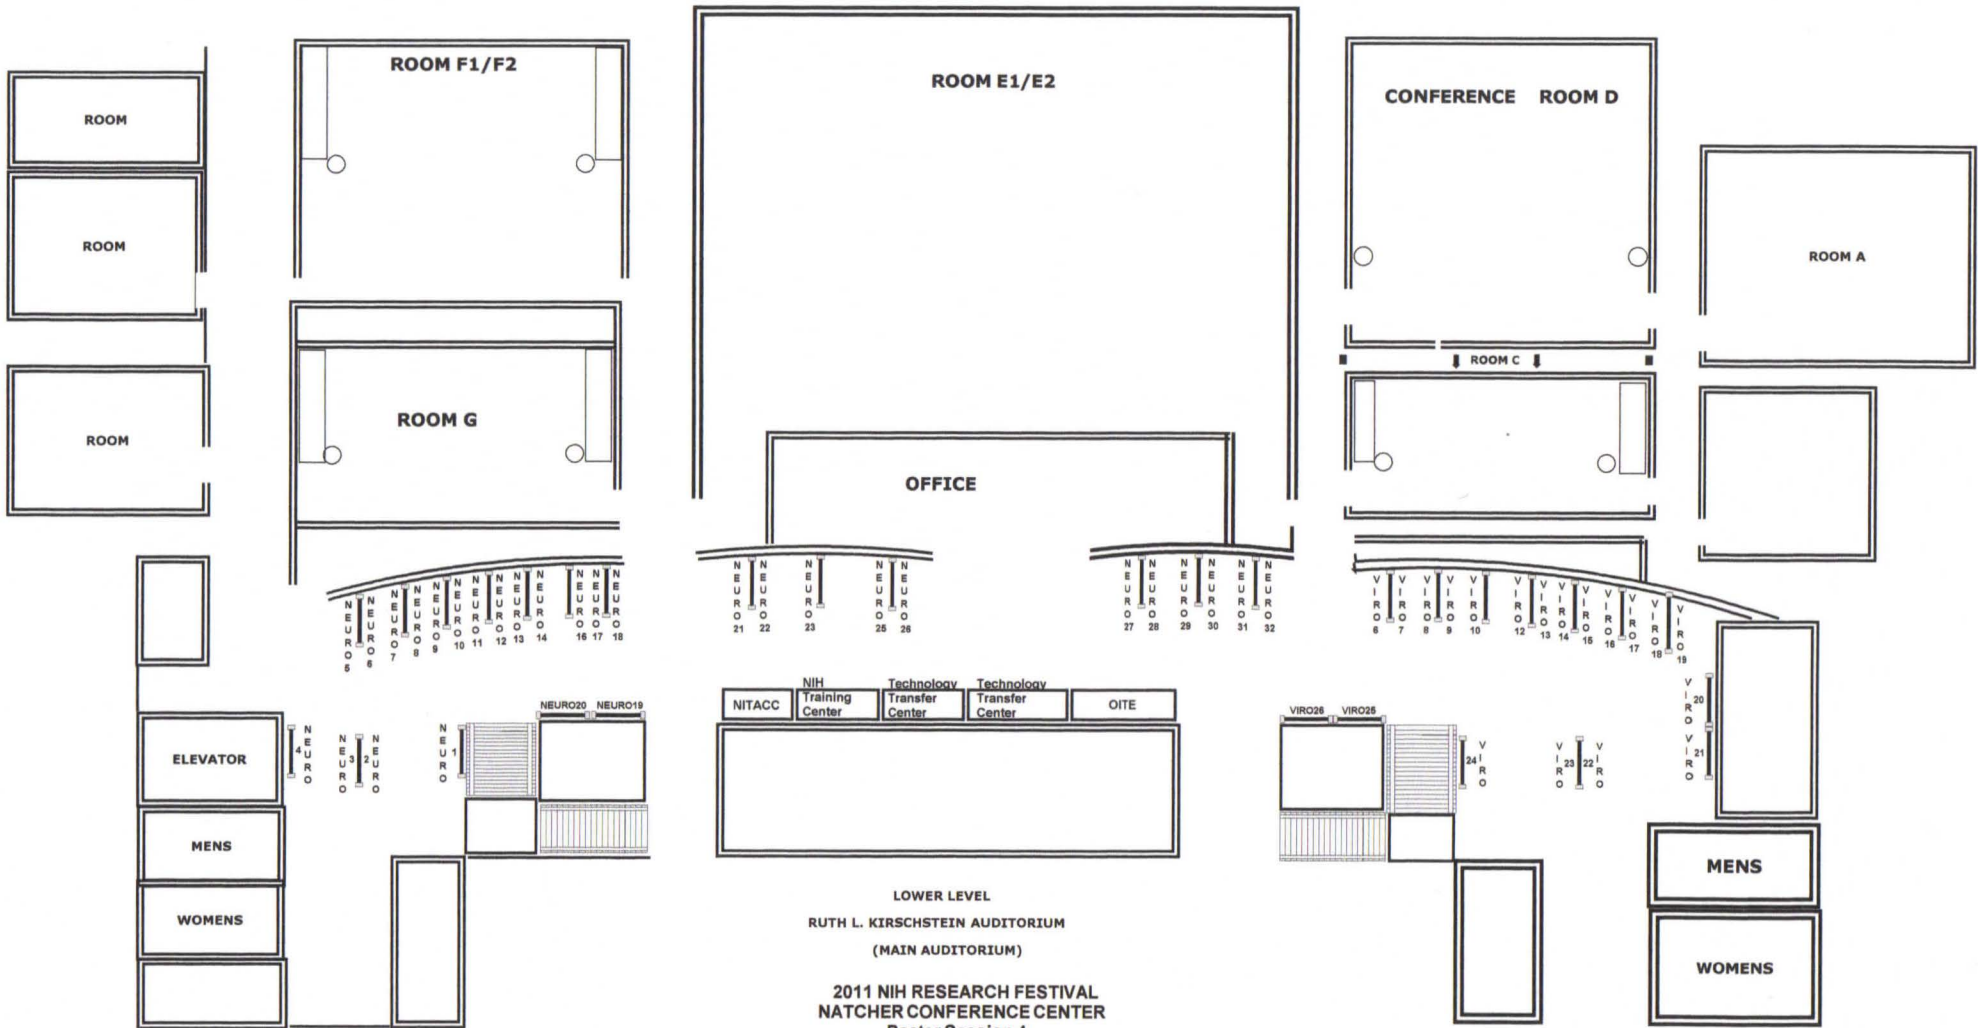 ROOM F1/F2
ROOM E1/E2
CONFERENCE ROOM D
ROOM
ROOM
ROOM A
ROOM C
ROOM G
ROOM
OFFICE
NEURO 5
NEURO 6
NEURO 7
NEURO 8
NEURO 9
NEURO 10
NEURO 11
NEURO 12
NEURO 13
NEURO 14
NEURO 16
NEURO 17
NEURO 18
NEURO 21
NEURO 22
NEURO 23
NEURO 25
NEURO 26
NEURO 27
NEURO 28
NEURO 29
NEURO 30
NEURO 31
NEURO 32
VIRO 6
VIRO 7
VIRO 8
VIRO 9
VIRO 10
VIRO 12
VIRO 13
VIRO 14
VIRO 15
VIRO 16
VIRO 17
VIRO 18
VIRO 19
VIRO 20
VIRO 21
NITACC
NIH Training Center
Technology Transfer Center
Technology Transfer Center
OITE
NEURO20 NEURO19
VIRO26 VIRO25
ELEVATOR
4 NEURO
NEURO 3
2 NEURO
NEURO 1
24 VIRO
VIRO 23
22 VIRO
MENS
WOMENS
MENS
WOMENS
LOWER LEVEL
RUTH L. KIRSCHSTEIN AUDITORIUM
(MAIN AUDITORIUM)
2011 NIH RESEARCH FESTIVAL
NATCHER CONFERENCE CENTER
Poster Session 1